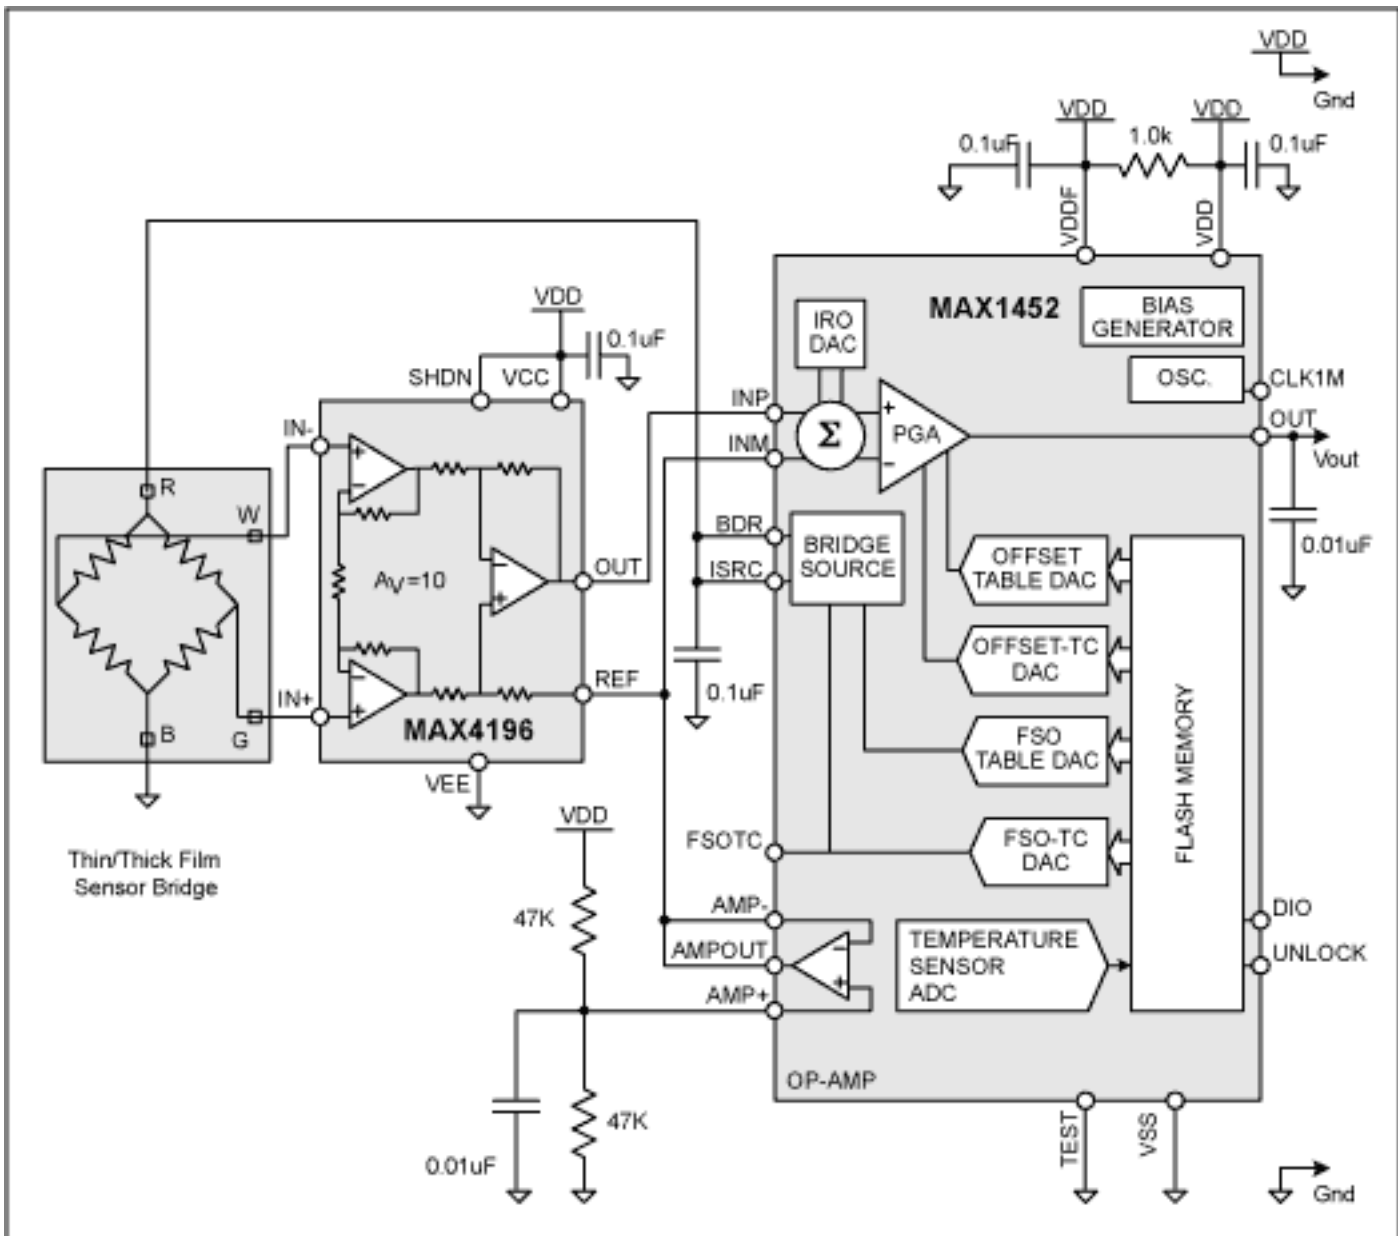 VDD
Gnd
VDD
VDD
0.1uF
1.0k
0.1uF
VDDF
VDD
MAX1452
BIAS
GENERATOR
IRO
DAC
OSC.
CLK1M
VDD
0.1uF
SHDN
VCC
INP
INM
Σ
+
PGA
−
OUT
Vout
0.01uF
IN-
+
−
R
W
BDR
ISRC
BRIDGE
SOURCE
OFFSET
TABLE DAC
AV=10
−
+
OUT
OFFSET-TC
DAC
REF
0.1uF
−
+
IN+
B
G
MAX4196
VEE
FSO
TABLE DAC
FLASH MEMORY
VDD
FSOTC
FSO-TC
DAC
Thin/Thick Film
Sensor Bridge
47K
AMP-
AMPOUT
AMP+
−
+
TEMPERATURE
SENSOR
ADC
DIO
UNLOCK
OP-AMP
47K
0.01uF
TEST
VSS
Gnd